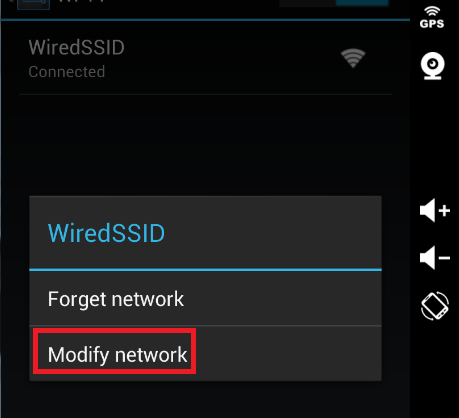 WiredSSID
Connected
GPS
WiredSSID
Forget network
Modify network